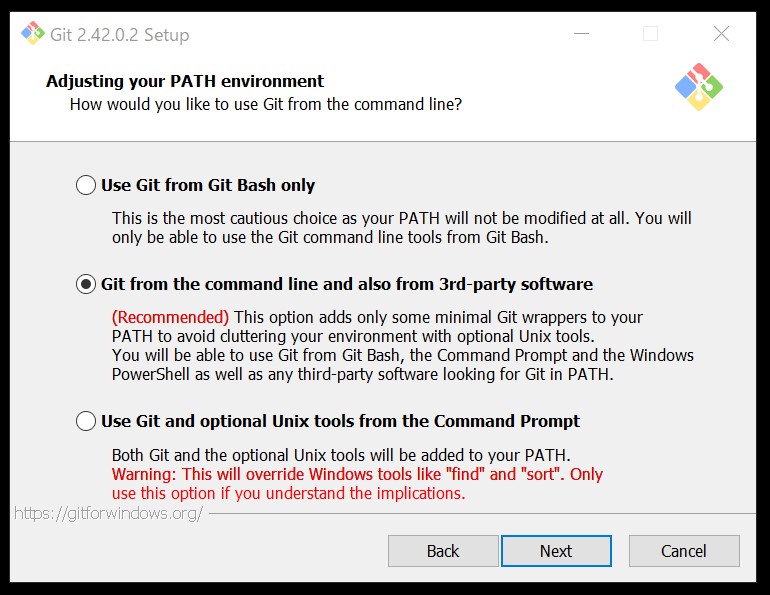 Git 2.42.0.2 Setup
Adjusting your PATH environment
How would you like to use Git from the command line?
Use Git from Git Bash only
This is the most cautious choice as your PATH will not be modified at all. You will
only be able to use the Git command line tools from Git Bash.
Git from the command line and also from 3rd-party software
(Recommended) This option adds only some minimal Git wrappers to your
PATH to avoid cluttering your environment with optional Unix tools.
You will be able to use Git from Git Bash, the Command Prompt and the Windows
PowerShell as well as any third-party software looking for Git in PATH.
Use Git and optional Unix tools from the Command Prompt
Both Git and the optional Unix tools will be added to your PATH.
Warning: This will override Windows tools like "find" and "sort". Only
use this option if you understand the implications.
https://gitforwindows.org/
Back Next Cancel